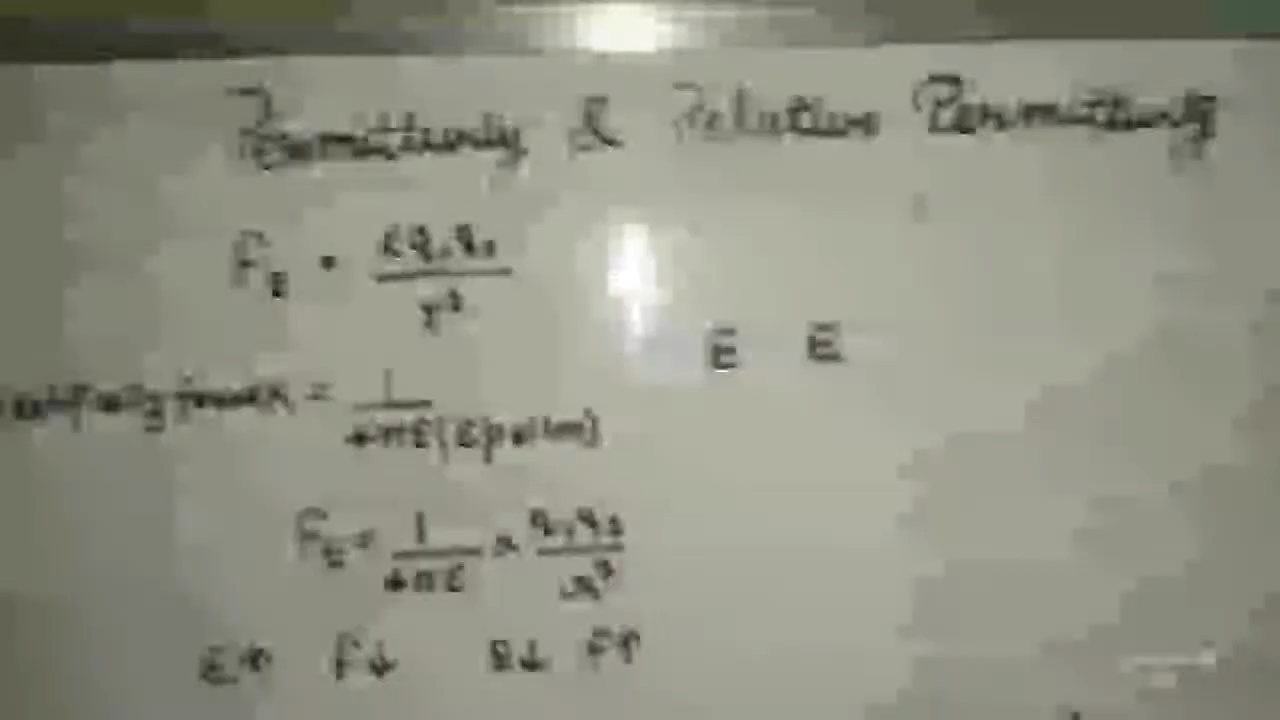 Permittivity & Relative Permittivity
F_E = Kq₁q₂/r²
E E
= 1/4πε (Epsilon)
F_E = 1/4πε × q₁q₂/r²
ε↑ F↓ ε↓ F↑